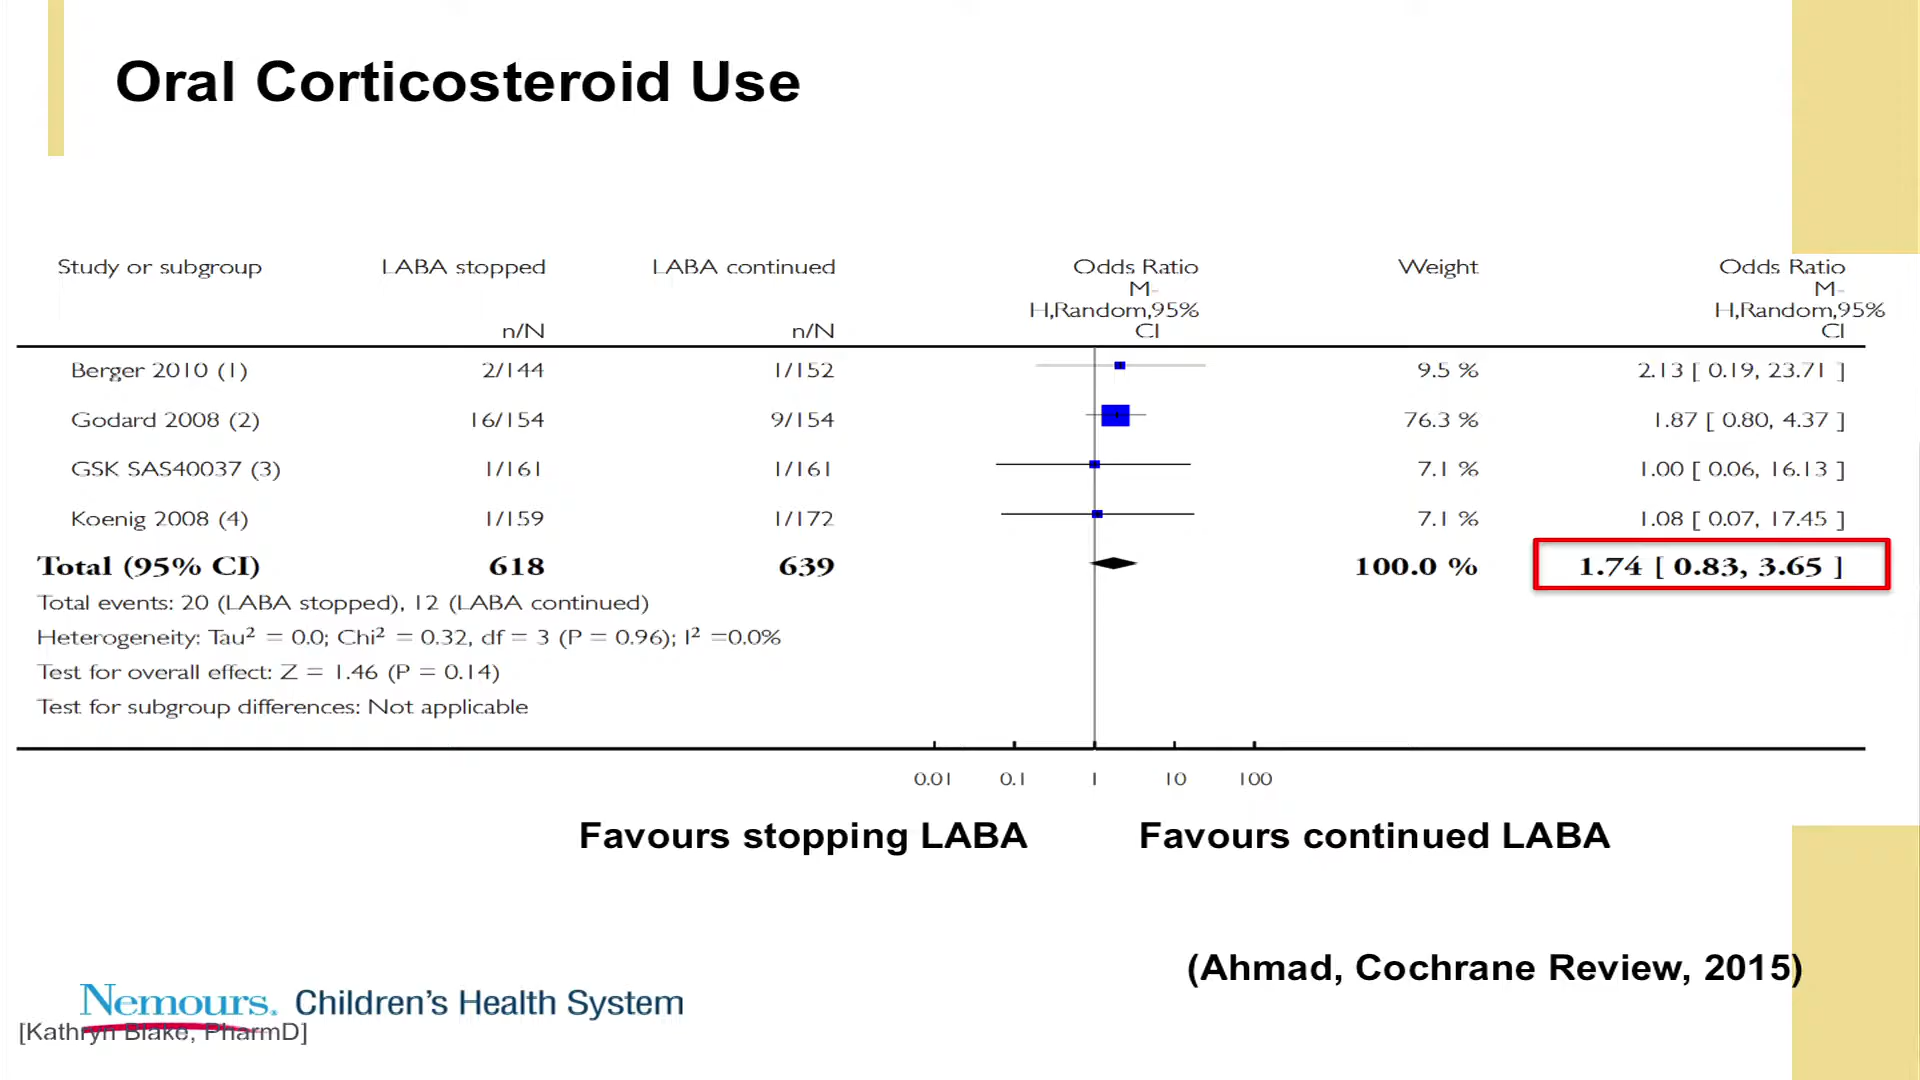 Oral Corticosteroid Use
Study or subgroup LABA stopped LABA continued Odds Ratio Weight Odds Ratio
M- M-
H,Random,95% H,Random,95%
n/N n/N CI CI
Berger 2010 (1) 2/144 1/152 9.5 % 2.13 [ 0.19, 23.71 ]
Godard 2008 (2) 16/154 9/154 76.3 % 1.87 [ 0.80, 4.37 ]
GSK SAS40037 (3) 1/161 1/161 7.1 % 1.00 [ 0.06, 16.13 ]
Koenig 2008 (4) 1/159 1/172 7.1 % 1.08 [ 0.07, 17.45 ]
Total (95% CI) 618 639 100.0 % 1.74 [ 0.83, 3.65 ]
Total events: 20 (LABA stopped), 12 (LABA continued)
Heterogeneity: Tau² = 0.0; Chi² = 0.32, df = 3 (P = 0.96); I² =0.0%
Test for overall effect: Z = 1.46 (P = 0.14)
Test for subgroup differences: Not applicable
0.01 0.1 1 10 100
Favours stopping LABA Favours continued LABA
(Ahmad, Cochrane Review, 2015)
Nemours. Children's Health System
[Kathryn Blake, PharmD]